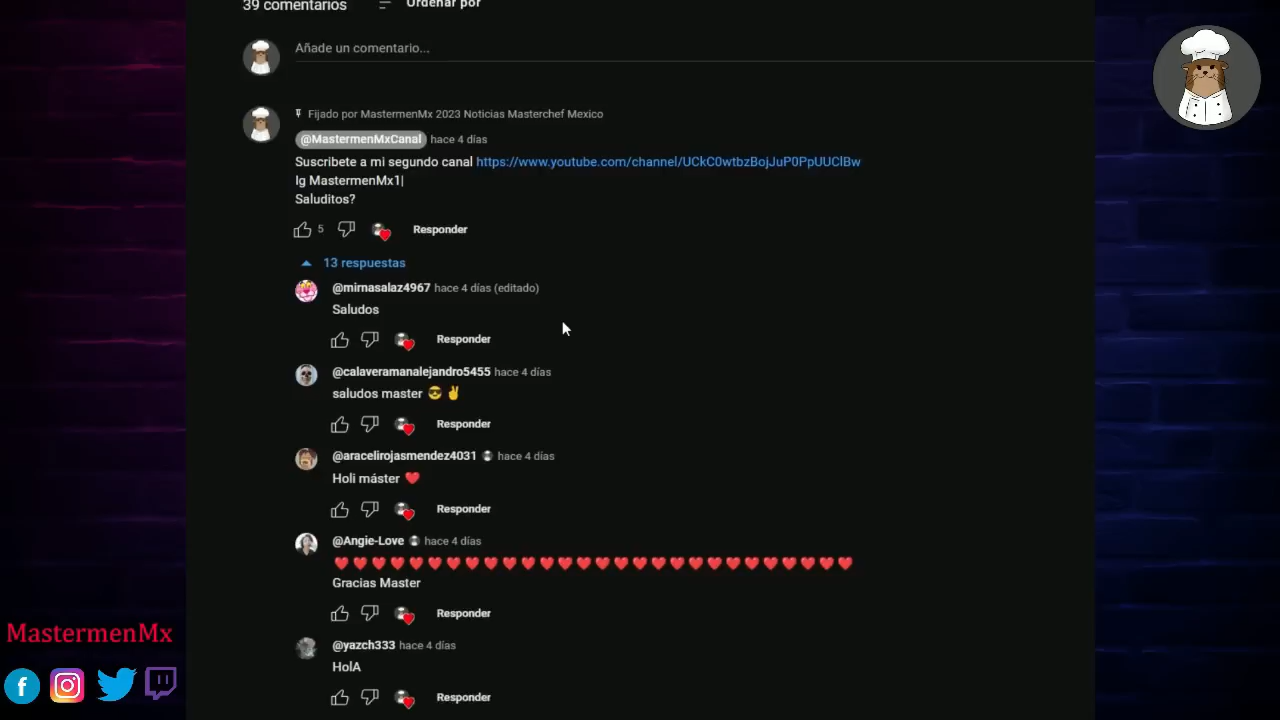 39 comentarios
Ordenar por
Añade un comentario...
Fijado por MastermenMx 2023 Noticias Masterchef Mexico
@MastermenMxCanal hace 4 días
Suscribete a mi segundo canal https://www.youtube.com/channel/UCkC0wtbzBojJuP0PpUUClBw
Ig MastermenMx1|
Saluditos?
5 Responder
13 respuestas
@mirnasalaz4967 hace 4 días (editado)
Saludos
Responder
@calaveramanalejandro5455 hace 4 días
saludos master 😎 ✌
Responder
@aracelirojasmendez4031 hace 4 días
Holi máster ❤
Responder
@Angie-Love hace 4 días
❤❤❤❤❤❤❤❤❤❤❤❤❤❤❤❤❤❤❤❤❤❤❤❤❤❤❤❤
Gracias Master
Responder
@yazch333 hace 4 días
HolA
Responder
MastermenMx